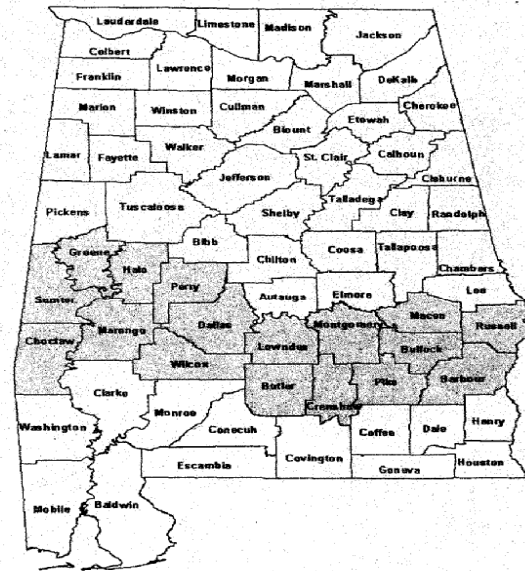 Lauderdale
Limestone
Madison
Jackson
Colbert
Lawrence
Franklin
Morgan
Marshall
DeKalb
Marion
Winston
Cullman
Cherokee
Etowah
Blount
Walker
Lamar
Fayette
St. Clair
Calhoun
Jefferson
Cleburne
Talladega
Pickens
Tuscaloosa
Shelby
Clay
Randolph
Bibb
Greene
Hale
Chilton
Coosa
Tallapoosa
Chambers
Perry
Sumter
Autauga
Elmore
Lee
Macon
Dallas
Montgomery
Russell
Marengo
Choctaw
Lowndes
Bullock
Wilcox
Butler
Pike
Barbour
Clarke
Crenshaw
Monroe
Henry
Washington
Conecuh
Coffee
Dale
Covington
Escambia
Geneva
Houston
Mobile
Baldwin